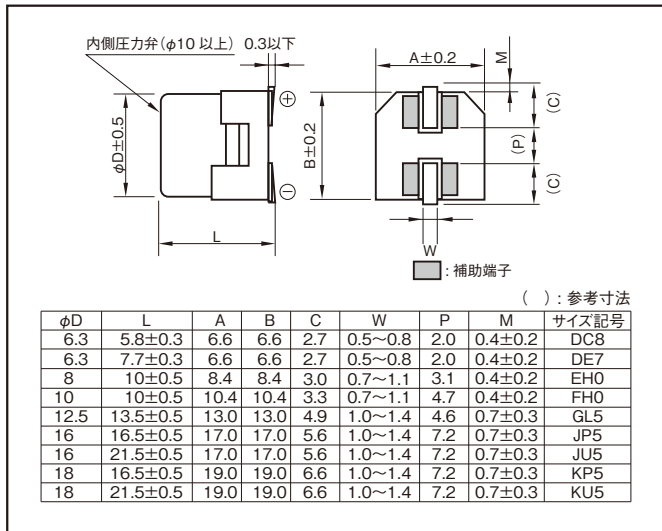 内側圧力弁(φ10 以上) 0.3以下
A±0.2
M
⊕
(C)
φD±0.5
B±0.2
(P)
(C)
⊖
L
W
: 補助端子
( ) : 参考寸法
φD L A B C W P M サイズ記号
6.3 5.8±0.3 6.6 6.6 2.7 0.5~0.8 2.0 0.4±0.2 DC8
6.3 7.7±0.3 6.6 6.6 2.7 0.5~0.8 2.0 0.4±0.2 DE7
8 10±0.5 8.4 8.4 3.0 0.7~1.1 3.1 0.4±0.2 EH0
10 10±0.5 10.4 10.4 3.3 0.7~1.1 4.7 0.4±0.2 FH0
12.5 13.5±0.5 13.0 13.0 4.9 1.0~1.4 4.6 0.7±0.3 GL5
16 16.5±0.5 17.0 17.0 5.6 1.0~1.4 7.2 0.7±0.3 JP5
16 21.5±0.5 17.0 17.0 5.6 1.0~1.4 7.2 0.7±0.3 JU5
18 16.5±0.5 19.0 19.0 6.6 1.0~1.4 7.2 0.7±0.3 KP5
18 21.5±0.5 19.0 19.0 6.6 1.0~1.4 7.2 0.7±0.3 KU5